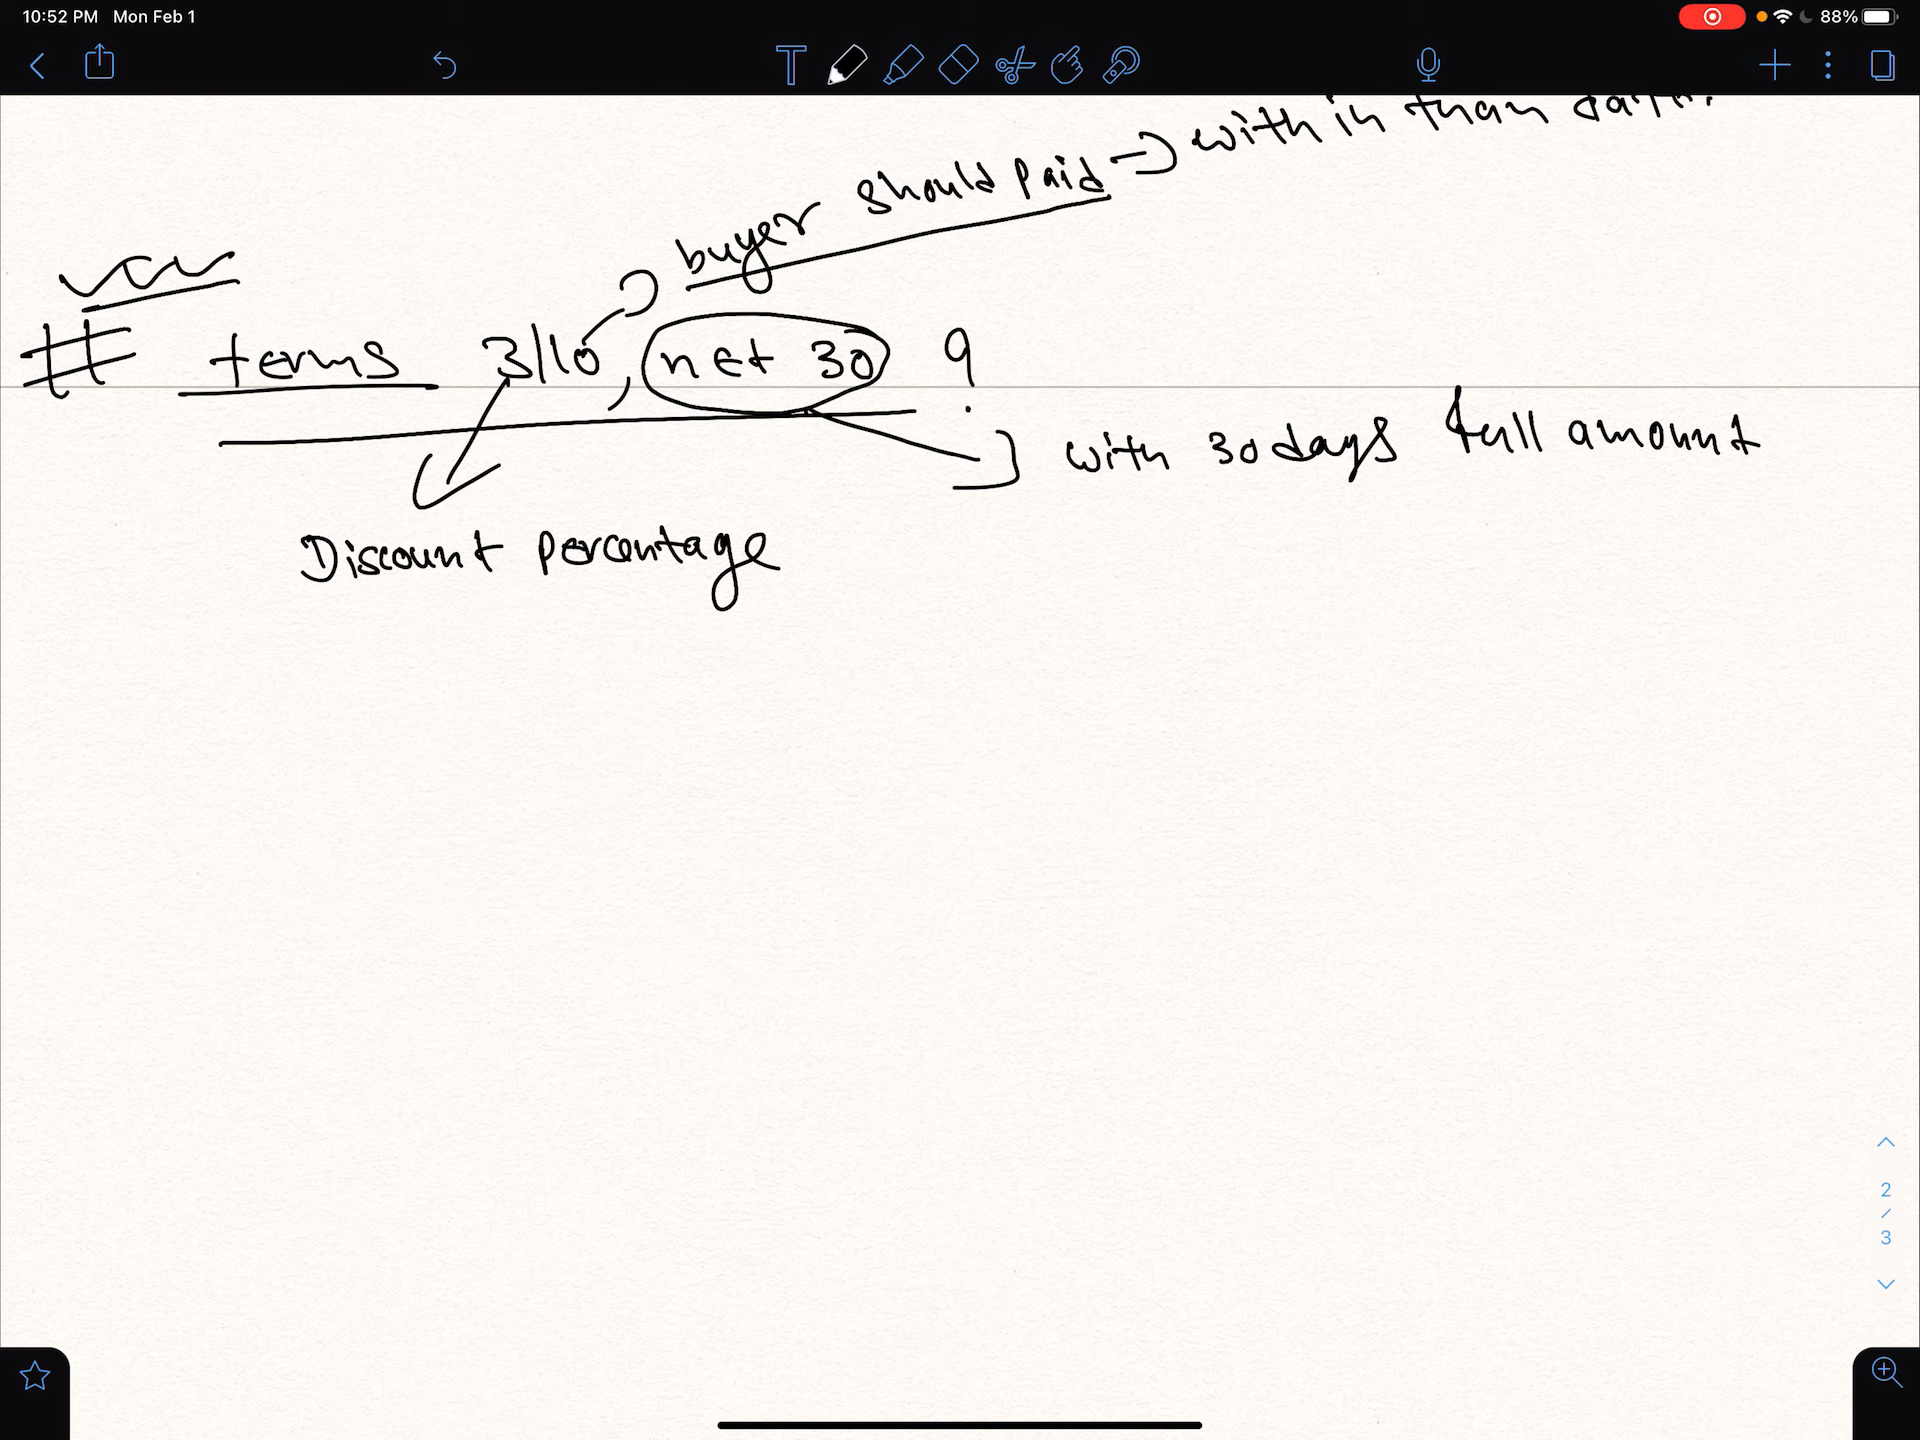 10:52 PM Mon Feb 1
88%
with in than
buyer should paid
# terms 3/10, net 30 ?
with 30 days full amount
Discount percentage
2
/
3